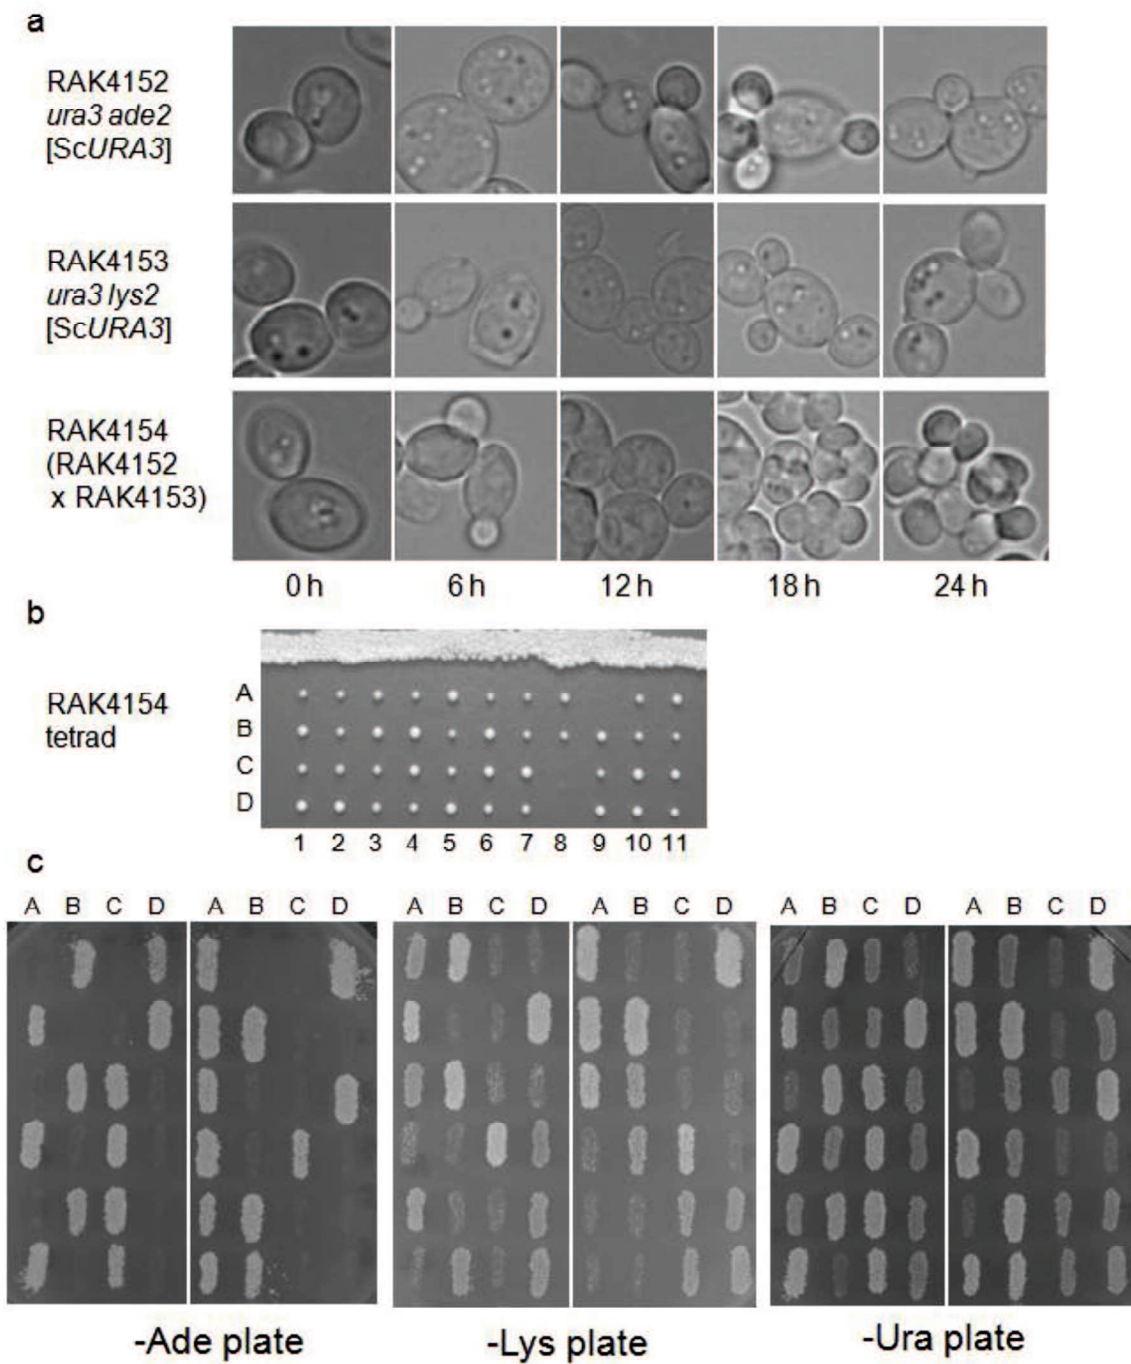 a
RAK4152
ura3 ade2
[ScURA3]
RAK4153
ura3 lys2
[ScURA3]
RAK4154
(RAK4152
x RAK4153)
0 h 6 h 12 h 18 h 24 h
b
RAK4154
tetrad
A
B
C
D
1 2 3 4 5 6 7 8 9 10 11
c
A B C D A B C D A B C D A B C D A B C D A B C D
-Ade plate -Lys plate -Ura plate